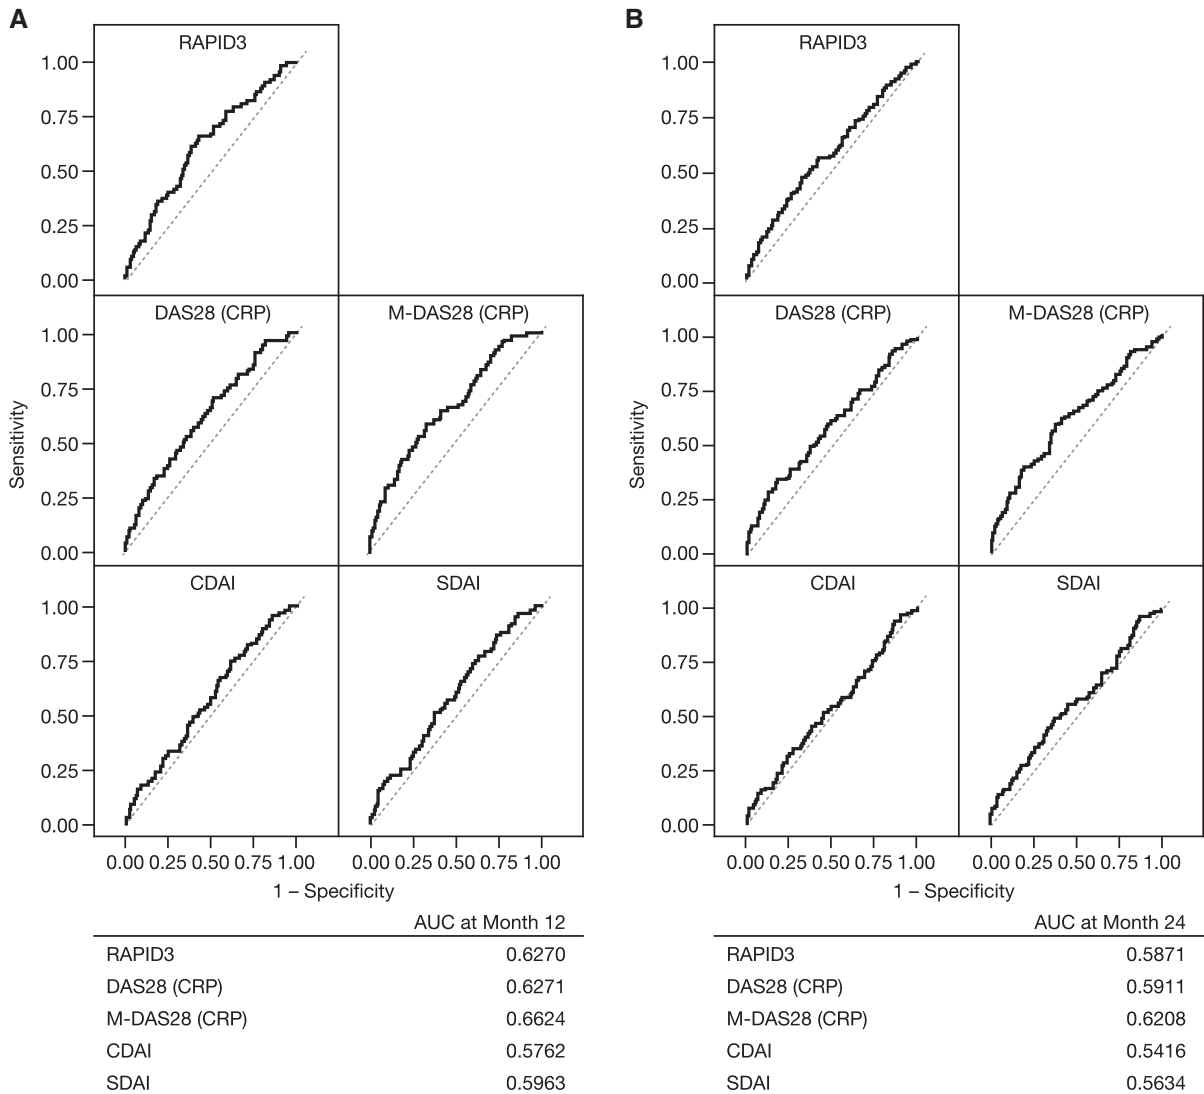 A
RAPID3
1.00
0.75
0.50
0.25
0.00
DAS28 (CRP)
M-DAS28 (CRP)
1.00
0.75
0.50
0.25
0.00
Sensitivity
CDAI
SDAI
1.00
0.75
0.50
0.25
0.00
0.00 0.25 0.50 0.75 1.00
0.00 0.25 0.50 0.75 1.00
1 – Specificity
AUC at Month 12
RAPID3 0.6270
DAS28 (CRP) 0.6271
M-DAS28 (CRP) 0.6624
CDAI 0.5762
SDAI 0.5963
B
RAPID3
1.00
0.75
0.50
0.25
0.00
DAS28 (CRP)
M-DAS28 (CRP)
1.00
0.75
0.50
0.25
0.00
Sensitivity
CDAI
SDAI
1.00
0.75
0.50
0.25
0.00
0.00 0.25 0.50 0.75 1.00
0.00 0.25 0.50 0.75 1.00
1 – Specificity
AUC at Month 24
RAPID3 0.5871
DAS28 (CRP) 0.5911
M-DAS28 (CRP) 0.6208
CDAI 0.5416
SDAI 0.5634